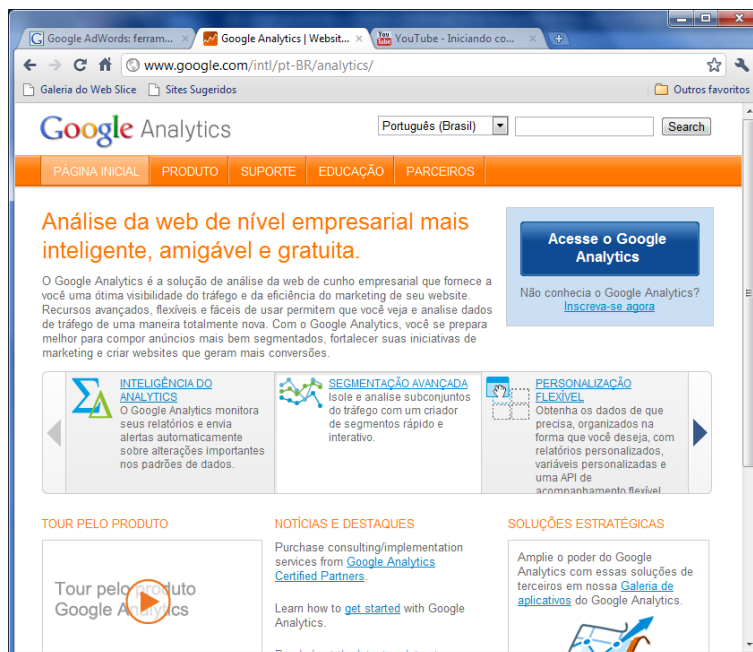 Google AdWords: ferram...
Google Analytics | Websit...
YouTube - Iniciando co...
www.google.com/intl/pt-BR/analytics/
Galeria do Web Slice
Sites Sugeridos
Outros favoritos
Google Analytics
Português (Brasil)
Search
PÁGINA INICIAL
PRODUTO
SUPORTE
EDUCAÇÃO
PARCEIROS
Análise da web de nível empresarial mais
inteligente, amigável e gratuita.
O Google Analytics é a solução de análise da web de cunho empresarial que fornece a
você uma ótima visibilidade do tráfego e da eficiência do marketing de seu website.
Recursos avançados, flexíveis e fáceis de usar permitem que você veja e analise dados
de tráfego de uma maneira totalmente nova. Com o Google Analytics, você se prepara
melhor para compor anúncios mais bem segmentados, fortalecer suas iniciativas de
marketing e criar websites que geram mais conversões.
Acesse o Google
Analytics
Não conhecia o Google Analytics?
Inscreva-se agora
INTELIGÊNCIA DO
ANALYTICS
O Google Analytics monitora
seus relatórios e envia
alertas automaticamente
sobre alterações importantes
nos padrões de dados.
SEGMENTAÇÃO AVANÇADA
Isole e analise subconjuntos
do tráfego com um criador
de segmentos rápido e
interativo.
PERSONALIZAÇÃO
FLEXÍVEL
Obtenha os dados de que
precisa, organizados na
forma que você deseja, com
relatórios personalizados,
variáveis personalizadas e
uma API de
acompanhamento flexível
TOUR PELO PRODUTO
Tour pelo produto
Google Analytics
NOTÍCIAS E DESTAQUES
Purchase consulting/implementation
services from Google Analytics
Certified Partners.
Learn how to get started with Google
Analytics.
SOLUÇÕES ESTRATÉGICAS
Amplie o poder do Google
Analytics com essas soluções de
terceiros em nossa Galeria de
aplicativos do Google Analytics.